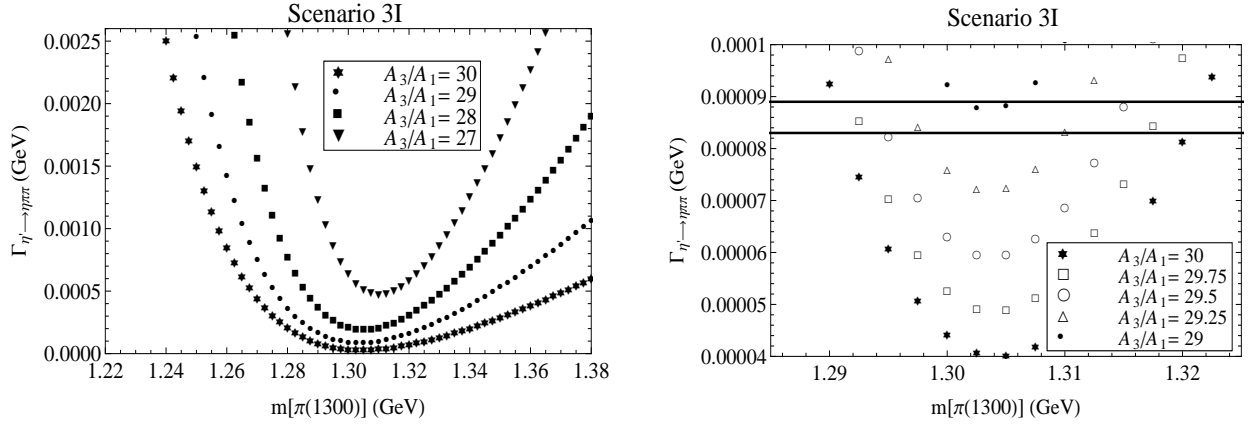 Scenario 3I
0.0025
0.0020
0.0015
0.0010
0.0005
0.0000
Γη′⟶ηππ (GeV)
★ A3/A1= 30
● A3/A1= 29
■ A3/A1= 28
▼ A3/A1= 27
1.22 1.24 1.26 1.28 1.30 1.32 1.34 1.36 1.38
m[π(1300)] (GeV)
Scenario 3I
0.0001
0.00009
0.00008
0.00007
0.00006
0.00005
0.00004
Γη′⟶ηππ (GeV)
★ A3/A1= 30
□ A3/A1= 29.75
○ A3/A1= 29.5
△ A3/A1= 29.25
● A3/A1= 29
1.29 1.30 1.31 1.32
m[π(1300)] (GeV)